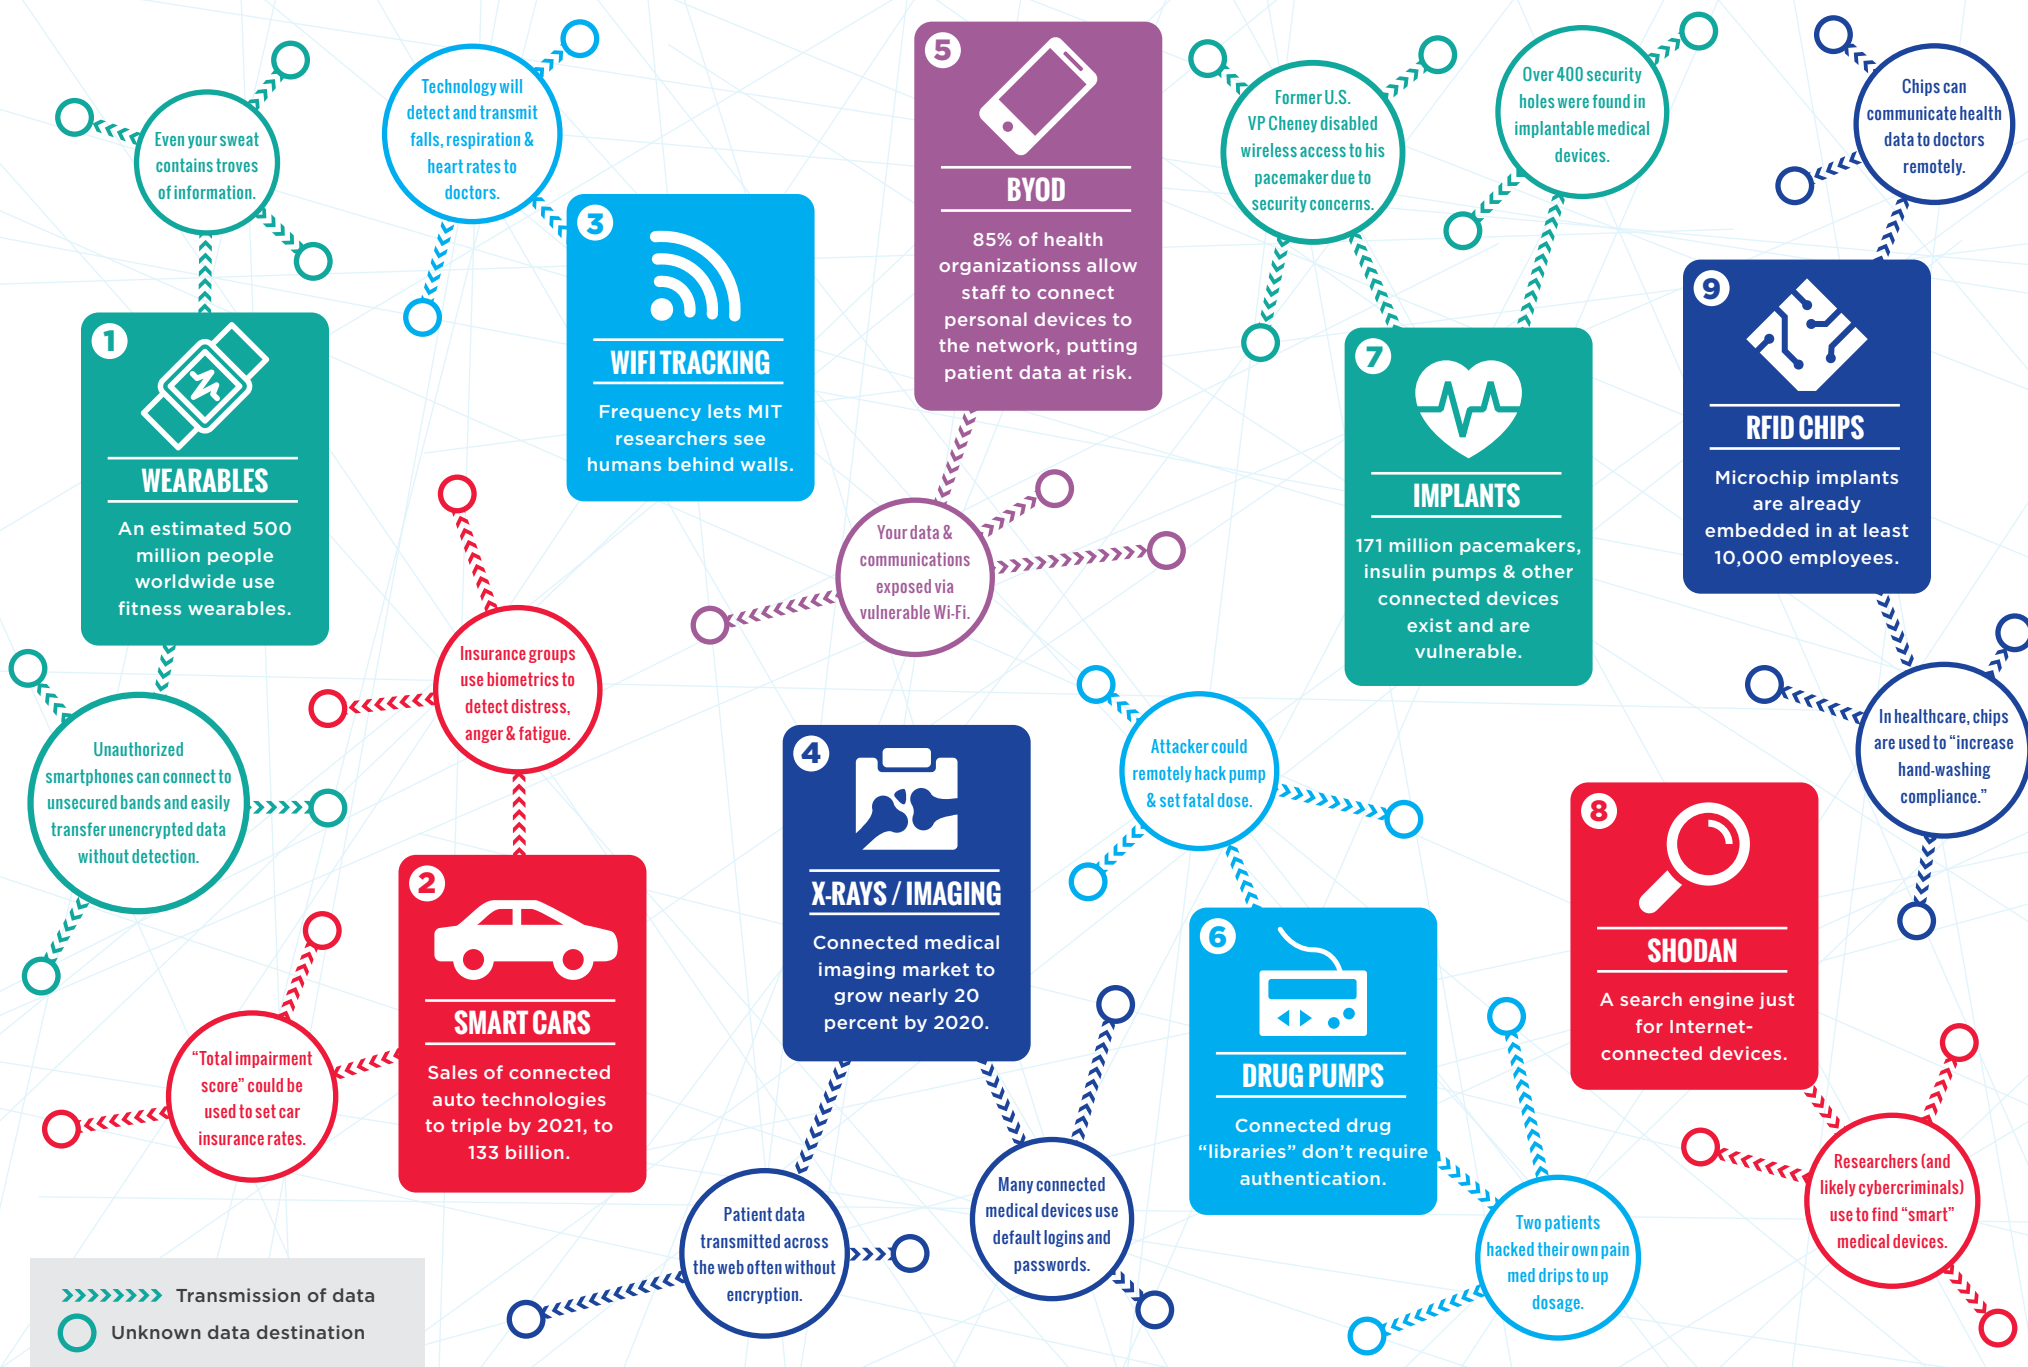 Even your sweat
contains troves
of information.
1
WEARABLES
An estimated 500
million people
worldwide use
fitness wearables.
Unauthorized
smartphones can connect to
unsecured bands and easily
transfer unencrypted data
without detection.
Insurance groups
use biometrics to
detect distress,
anger & fatigue.
2
SMART CARS
Sales of connected
auto technologies
to triple by 2021, to
133 billion.
“Total impairment
score” could be
used to set car
insurance rates.
Technology will
detect and transmit
falls, respiration &
heart rates to
doctors.
3
WIFI TRACKING
Frequency lets MIT
researchers see
humans behind walls.
4
X-RAYS / IMAGING
Connected medical
imaging market to
grow nearly 20
percent by 2020.
Patient data
transmitted across
the web often without
encryption.
Many connected
medical devices use
default logins and
passwords.
5
BYOD
85% of health
organizationss allow
staff to connect
personal devices to
the network, putting
patient data at risk.
Your data &
communications
exposed via
vulnerable Wi-Fi.
Attacker could
remotely hack pump
& set fatal dose.
6
DRUG PUMPS
Connected drug
“libraries” don’t require
authentication.
Two patients
hacked their own pain
med drips to up
dosage.
Former U.S.
VP Cheney disabled
wireless access to his
pacemaker due to
security concerns.
Over 400 security
holes were found in
implantable medical
devices.
7
IMPLANTS
171 million pacemakers,
insulin pumps & other
connected devices
exist and are
vulnerable.
8
SHODAN
A search engine just
for Internet-
connected devices.
Researchers (and
likely cybercriminals)
use to find “smart”
medical devices.
Chips can
communicate health
data to doctors
remotely.
9
RFID CHIPS
Microchip implants
are already
embedded in at least
10,000 employees.
In healthcare, chips
are used to “increase
hand-washing
compliance.”
Transmission of data
Unknown data destination